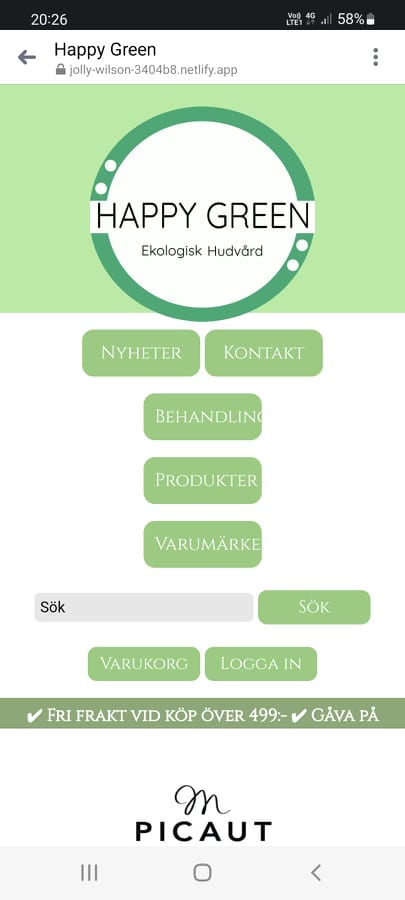 20:26 Vo)) LTE1 4G 58%
Happy Green
jolly-wilson-3404b8.netlify.app
HAPPY GREEN
Ekologisk Hudvård
Nyheter Kontakt
Behandling
Produkter
Varumärke
Sök Sök
Varukorg Logga in
✔ Fri frakt vid köp över 499:- ✔ Gåva på
m
PICAUT